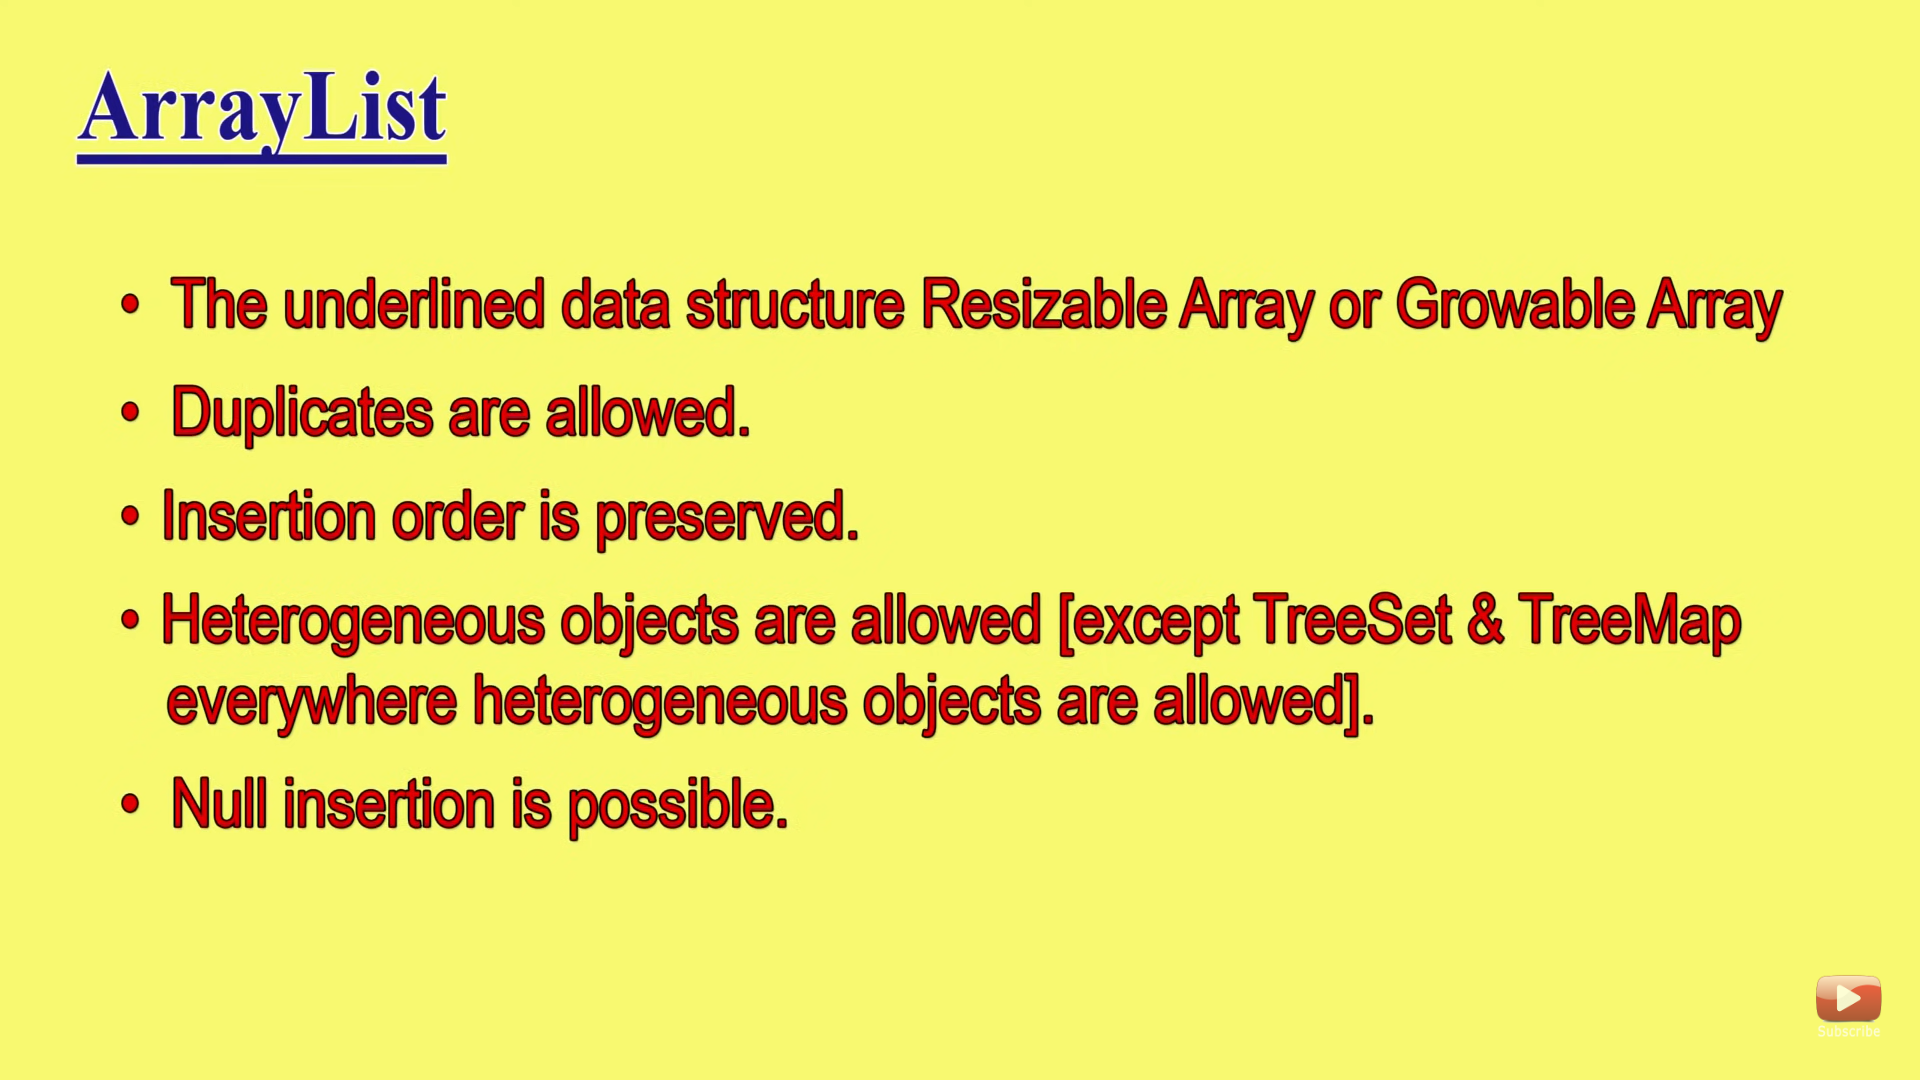 ArrayList
• The underlined data structure Resizable Array or Growable Array
• Duplicates are allowed.
• Insertion order is preserved.
• Heterogeneous objects are allowed [except TreeSet & TreeMap
everywhere heterogeneous objects are allowed].
• Null insertion is possible.
Subscribe